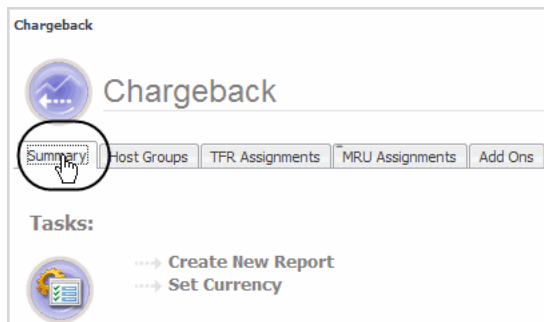 Chargeback
Chargeback
Summary Host Groups TFR Assignments MRU Assignments Add Ons
Tasks:
Create New Report
Set Currency